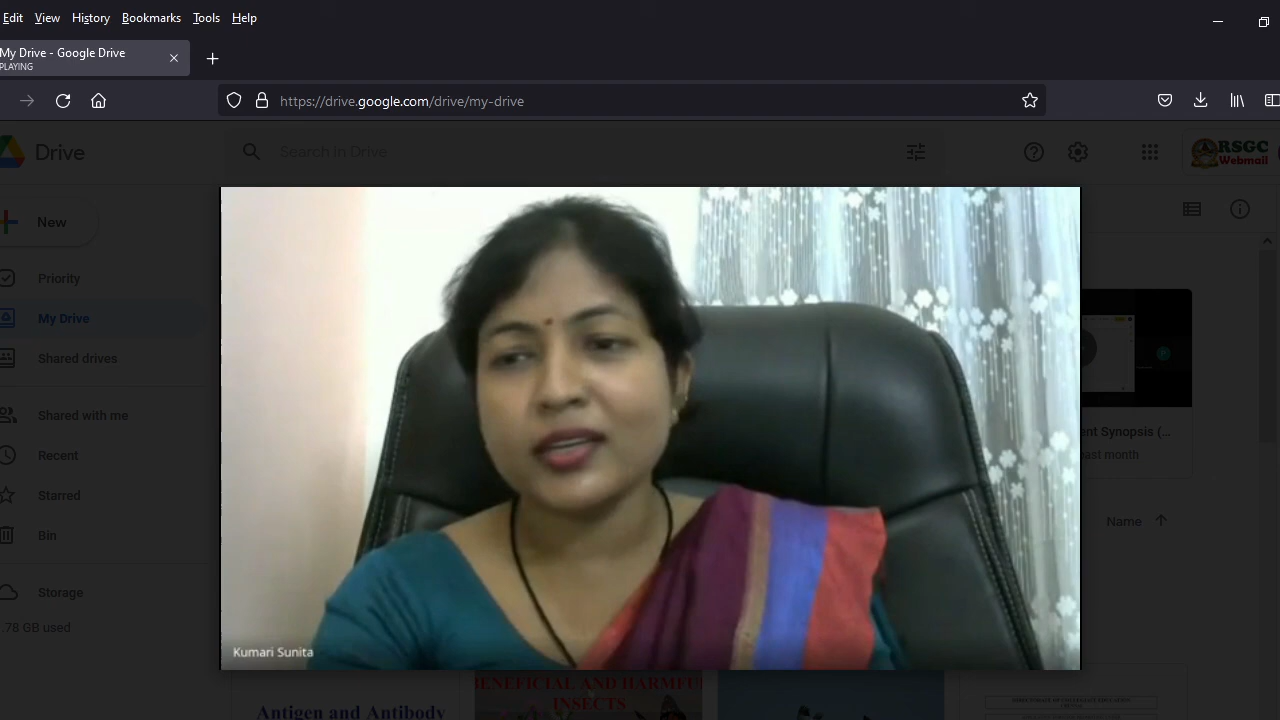 Edit View History Bookmarks Tools Help
My Drive - Google Drive
PLAYING
https://drive.google.com/drive/my-drive
Drive
Search in Drive
RSGC
Webmail
New
Priority
My Drive
Shared drives
Shared with me
Recent
Starred
Bin
Storage
.78 GB used
ent Synopsis (...
ast month
Name
Kumari Sunita
BENEFICIAL AND HARMFU
INSECTS
Antigen and Antibody